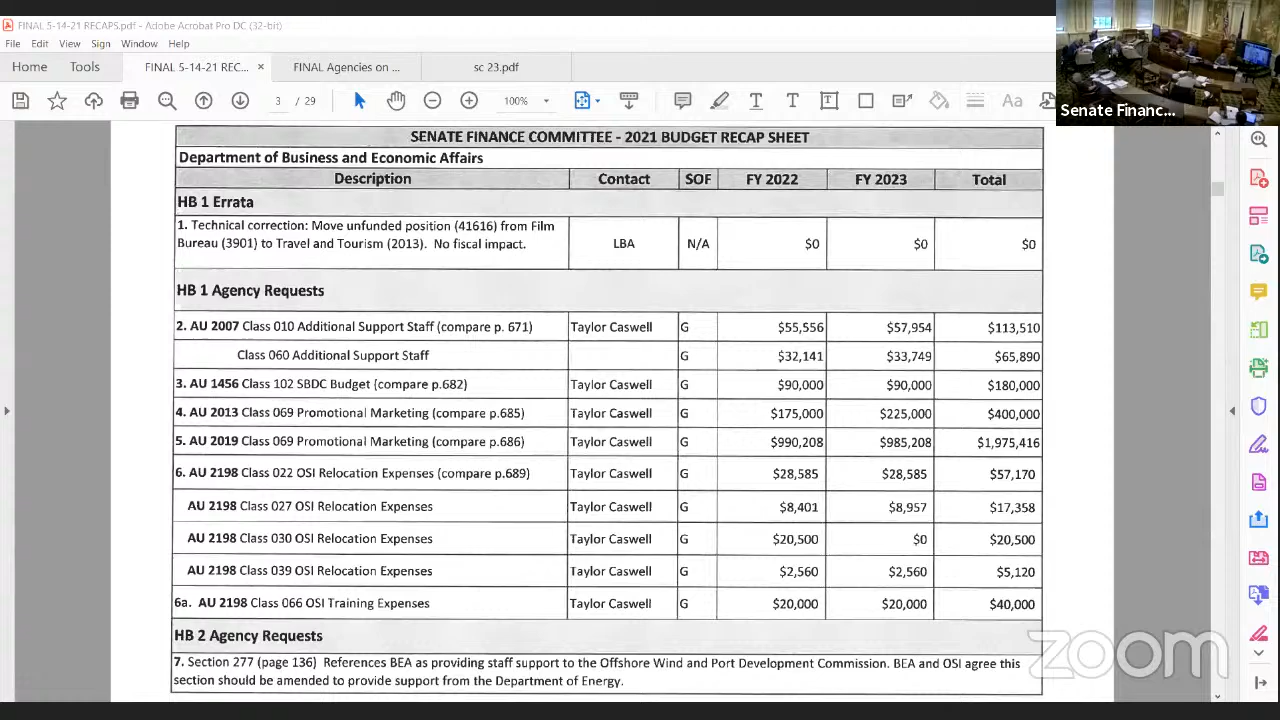 FINAL 5-14-21 RECAPS.pdf - Adobe Acrobat Pro DC (32-bit)
File Edit View Sign Window Help
Home Tools FINAL 5-14-21 REC... × FINAL Agencies on ... sc 23.pdf
3 / 29 100%
Aa
Senate Financ...
SENATE FINANCE COMMITTEE - 2021 BUDGET RECAP SHEET
Department of Business and Economic Affairs
Description Contact SOF FY 2022 FY 2023 Total
HB 1 Errata
1. Technical correction: Move unfunded position (41616) from Film
Bureau (3901) to Travel and Tourism (2013). No fiscal impact. LBA N/A $0 $0 $0
HB 1 Agency Requests
2. AU 2007 Class 010 Additional Support Staff (compare p. 671) Taylor Caswell G $55,556 $57,954 $113,510
Class 060 Additional Support Staff G $32,141 $33,749 $65,890
3. AU 1456 Class 102 SBDC Budget (compare p.682) Taylor Caswell G $90,000 $90,000 $180,000
4. AU 2013 Class 069 Promotional Marketing (compare p.685) Taylor Caswell G $175,000 $225,000 $400,000
5. AU 2019 Class 069 Promotional Marketing (compare p.686) Taylor Caswell G $990,208 $985,208 $1,975,416
6. AU 2198 Class 022 OSI Relocation Expenses (compare p.689) Taylor Caswell G $28,585 $28,585 $57,170
AU 2198 Class 027 OSI Relocation Expenses Taylor Caswell G $8,401 $8,957 $17,358
AU 2198 Class 030 OSI Relocation Expenses Taylor Caswell G $20,500 $0 $20,500
AU 2198 Class 039 OSI Relocation Expenses Taylor Caswell G $2,560 $2,560 $5,120
6a. AU 2198 Class 066 OSI Training Expenses Taylor Caswell G $20,000 $20,000 $40,000
HB 2 Agency Requests
7. Section 277 (page 136) References BEA as providing staff support to the Offshore Wind and Port Development Commission. BEA and OSI agree this
section should be amended to provide support from the Department of Energy.
zoom